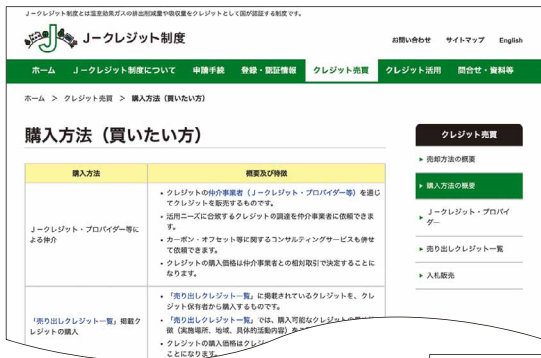 J－クレジット制度とは温室効果ガスの排出削減量や吸収量をクレジットとして国が認証する制度です。
J－クレジット制度
お問い合わせ サイトマップ English
ホーム J－クレジット制度について 申請手続 登録・認証情報 クレジット売買 クレジット活用 問合せ・資料等
ホーム ＞ クレジット売買 ＞ 購入方法（買いたい方）
購入方法（買いたい方）
購入方法 概要及び特徴
J－クレジット・プロバイダー等に
よる仲介
・クレジットの仲介事業者（J－クレジット・プロバイダー等）を通じ
てクレジットを販売するものです。
・活用ニーズに合致するクレジットの調達を仲介事業者に依頼できま
す。
・カーボン・オフセット等に関するコンサルティングサービスも併せ
て依頼できます。
・クレジットの購入価格は仲介事業者との相対取引で決定することに
なります。
「売り出しクレジット一覧」掲載ク
レジットの購入
・「売り出しクレジット一覧」に掲載されているクレジットを、クレ
ジット保有者から購入するものです。
・「売り出しクレジット一覧」では、購入可能なクレジットの
徴（実施場所、地域、具体的活動内容）を
・クレジットの購入価格はクレジ
ことになります。
クレジット売買
売却方法の概要
購入方法の概要
J－クレジット・プロバイ
ダー
売り出しクレジット一覧
入札販売